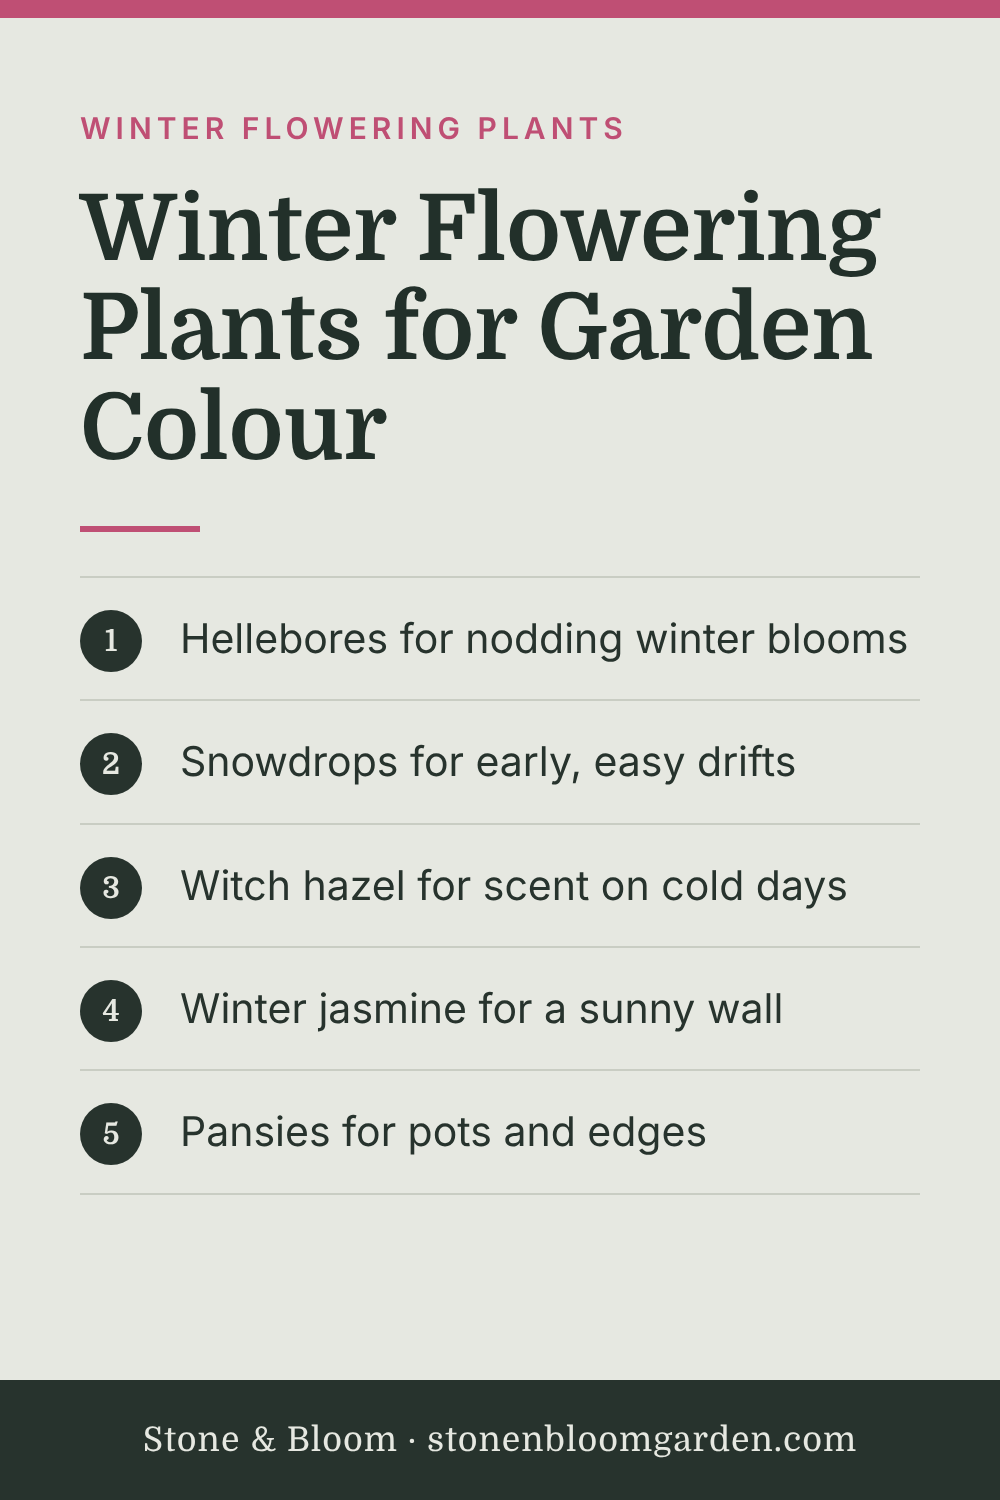 WINTER FLOWERING PLANTS
Winter Flowering
Plants for Garden
Colour
1 Hellebores for nodding winter blooms
2 Snowdrops for early, easy drifts
3 Witch hazel for scent on cold days
4 Winter jasmine for a sunny wall
5 Pansies for pots and edges
Stone & Bloom · stonenbloomgarden.com